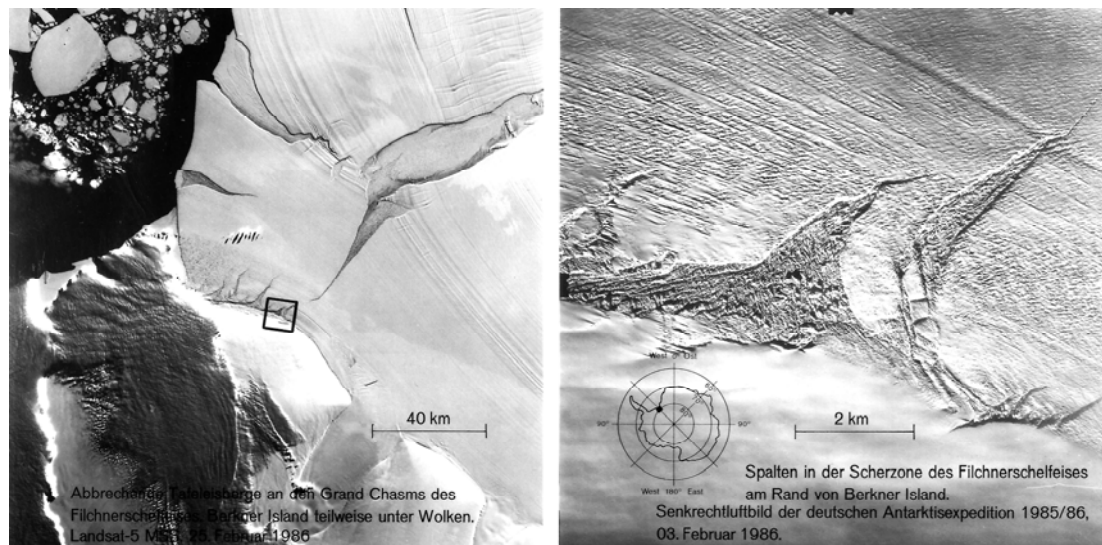 40 km
Abbrechende Tafeleisberge an den Grand Chasms des
Filchnerschelfeises. Berkner Island teilweise unter Wolken.
Landsat-5 MSS, 25. Februar 1986
West 0° Ost
90°
90°
West 180° East
2 km
Spalten in der Scherzone des Filchnerschelfeises
am Rand von Berkner Island.
Senkrechtluftbild der deutschen Antarktisexpedition 1985/86,
03. Februar 1986.